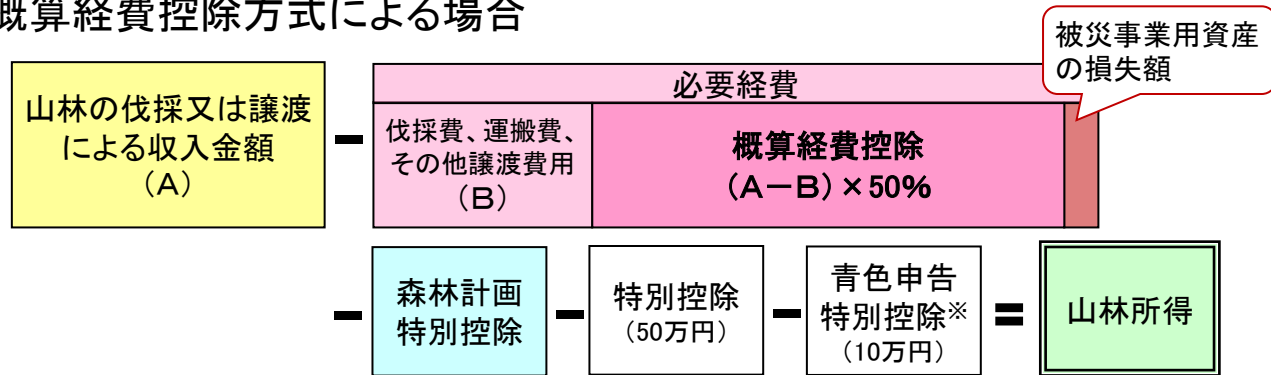 概算経費控除方式による場合
被災事業用資産
の損失額
山林の伐採又は譲渡
による収入金額
(A)
−
必要経費
伐採費、運搬費、
その他譲渡費用
(B)
概算経費控除
(A−B)×50%
−
森林計画
特別控除
−
特別控除
(50万円)
−
青色申告
特別控除※
(10万円)
=
山林所得